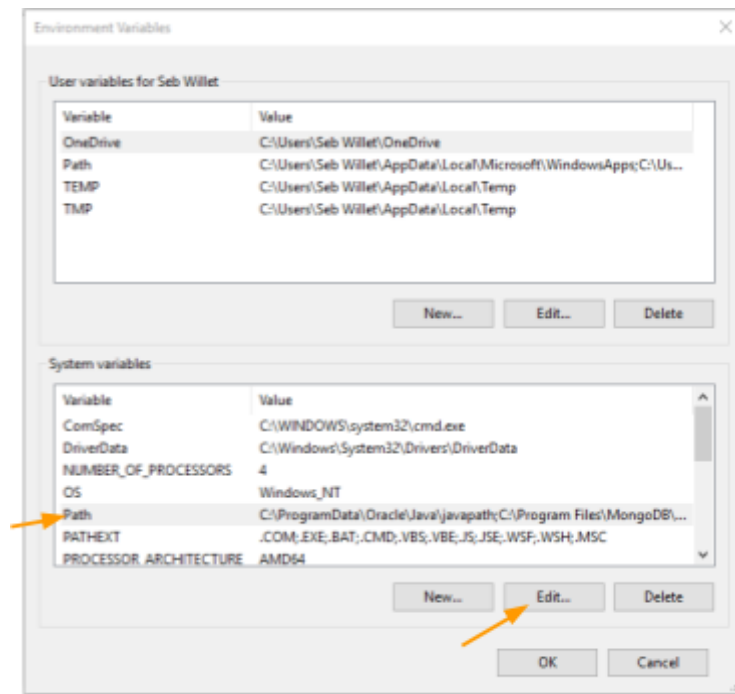 Environment Variables
User variables for Seb Willet
Variable Value
OneDrive C:\Users\Seb Willet\OneDrive
Path C:\Users\Seb Willet\AppData\Local\Microsoft\WindowsApps;C:\Us...
TEMP C:\Users\Seb Willet\AppData\Local\Temp
TMP C:\Users\Seb Willet\AppData\Local\Temp
New... Edit... Delete
System variables
Variable Value
ComSpec C:\WINDOWS\system32\cmd.exe
DriverData C:\Windows\System32\Drivers\DriverData
NUMBER_OF_PROCESSORS 4
OS Windows_NT
Path C:\ProgramData\Oracle\Java\javapath;C:\Program Files\MongoDB\...
PATHEXT .COM;.EXE;.BAT;.CMD;.VBS;.VBE;.JS;.JSE;.WSF;.WSH;.MSC
PROCESSOR_ARCHITECTURE AMD64
New... Edit... Delete
OK Cancel